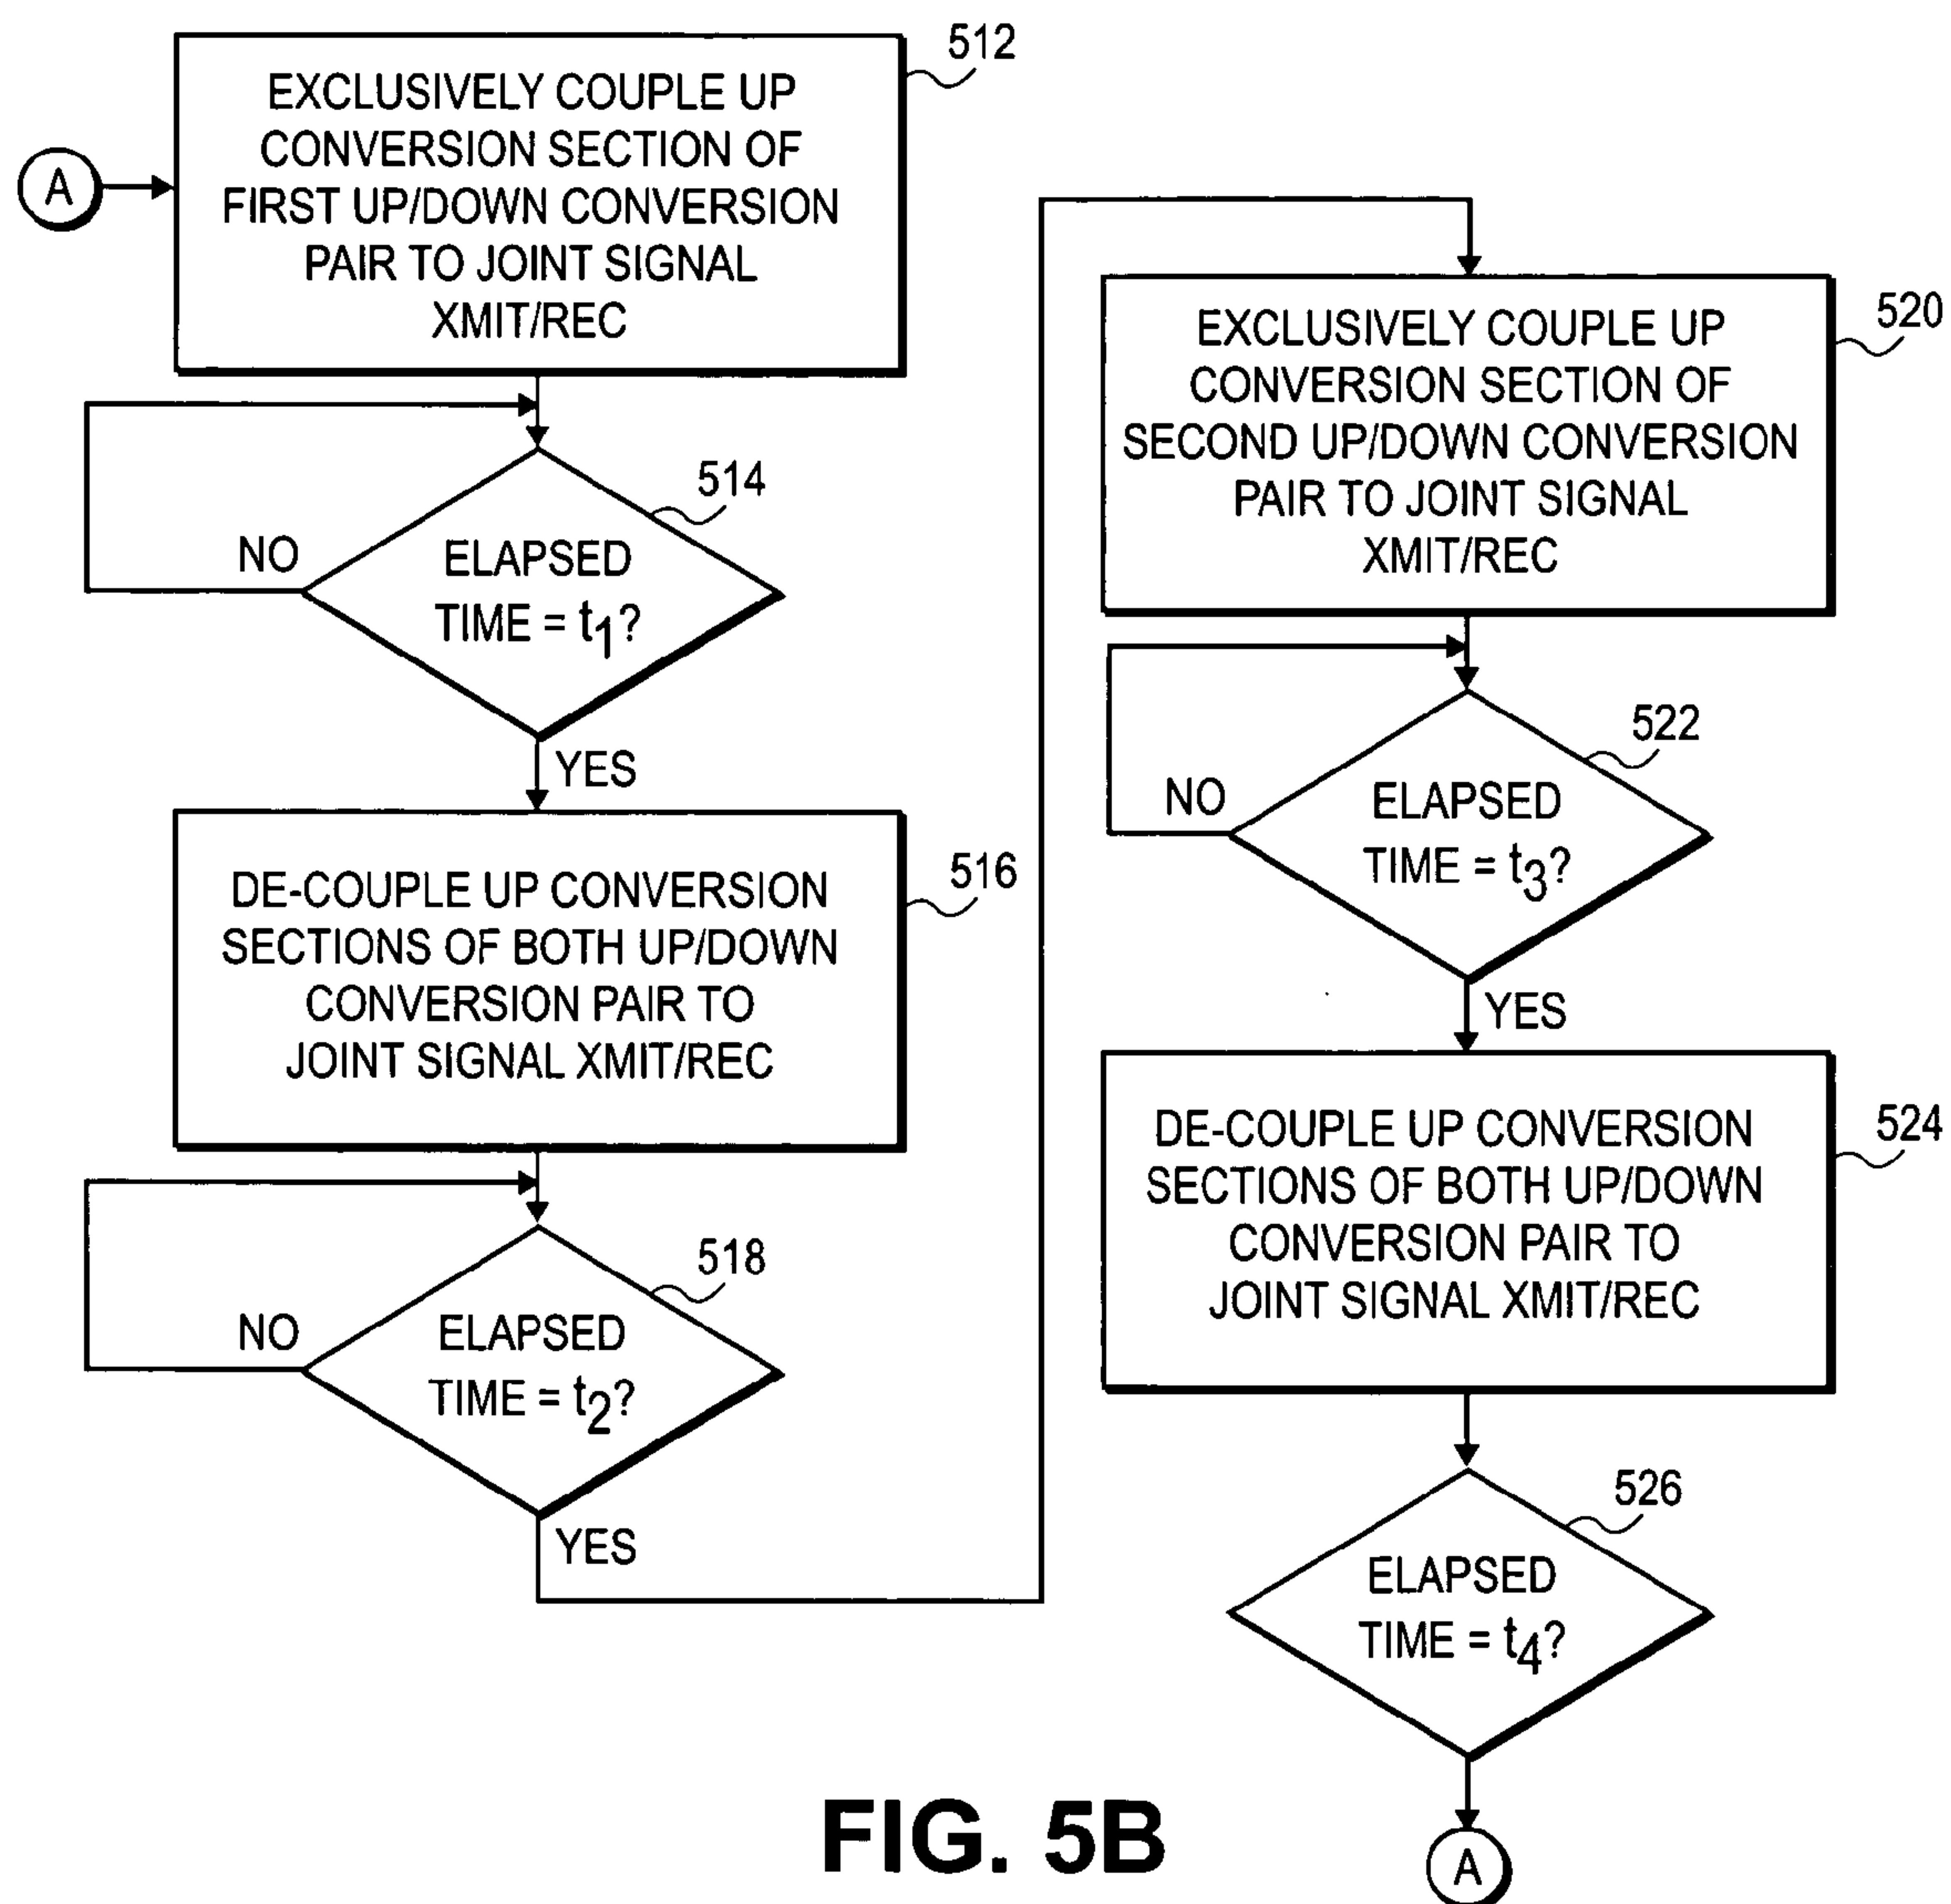 A
EXCLUSIVELY COUPLE UP
CONVERSION SECTION OF
FIRST UP/DOWN CONVERSION
PAIR TO JOINT SIGNAL
XMIT/REC
512
ELAPSED
TIME = t1?
514
NO
YES
DE-COUPLE UP CONVERSION
SECTIONS OF BOTH UP/DOWN
CONVERSION PAIR TO
JOINT SIGNAL XMIT/REC
516
ELAPSED
TIME = t2?
518
NO
YES
EXCLUSIVELY COUPLE UP
CONVERSION SECTION OF
SECOND UP/DOWN CONVERSION
PAIR TO JOINT SIGNAL
XMIT/REC
520
ELAPSED
TIME = t3?
522
NO
YES
DE-COUPLE UP CONVERSION
SECTIONS OF BOTH UP/DOWN
CONVERSION PAIR TO
JOINT SIGNAL XMIT/REC
524
ELAPSED
TIME = t4?
526
A
FIG. 5B